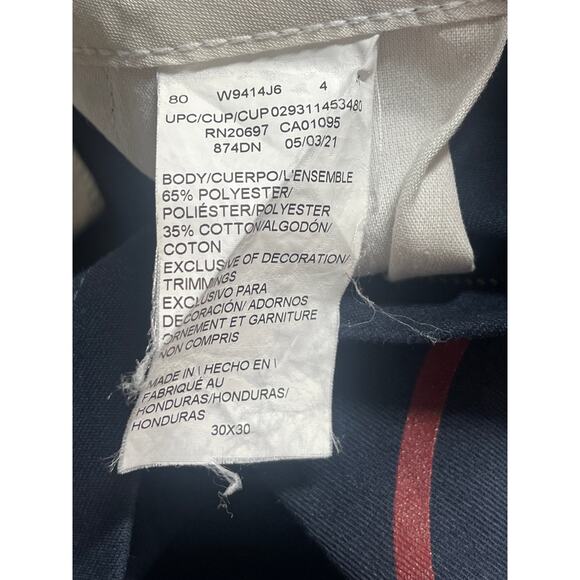 80 W9414J6 4
UPC/CUP/CUP029311453480
RN20697 CA01095
874DN 05/03/21
BODY/CUERPO/L'ENSEMBLE
65% POLYESTER/
POLIÉSTER/POLYESTER
35% COTTON/ALGODÓN/
COTON
EXCLUSIVE OF DECORATION/
TRIMMINGS
EXCLUSIVO PARA
DECORACIÓN/ ADORNOS
ORNEMENT ET GARNITURE
NON COMPRIS
MADE IN \ HECHO EN \
FABRIQUÉ AU
HONDURAS/HONDURAS/
HONDURAS
30X30